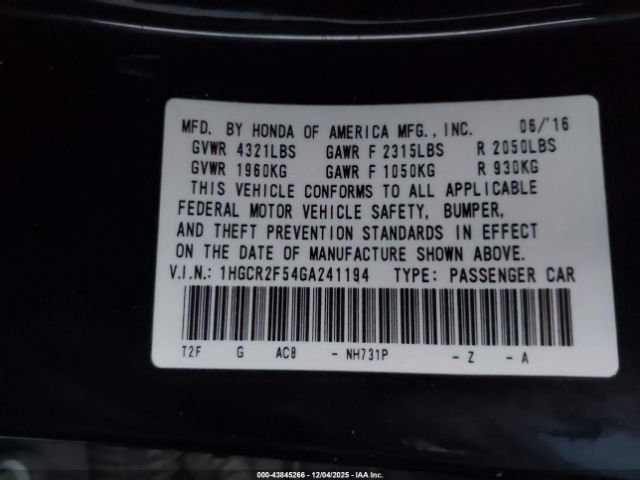 MFD. BY HONDA OF AMERICA MFG., INC. 06/'16
GVWR 4321LBS GAWR F 2315LBS R 2050LBS
GVWR 1960KG GAWR F 1050KG R 930KG
THIS VEHICLE CONFORMS TO ALL APPLICABLE
FEDERAL MOTOR VEHICLE SAFETY, BUMPER,
AND THEFT PREVENTION STANDARDS IN EFFECT
ON THE DATE OF MANUFACTURE SHOWN ABOVE.
V.I.N.: 1HGCR2F54GA241194 TYPE: PASSENGER CAR
T2F G AC8 - NH731P - Z - A
00-43845266 - 12/04/2025 - IAA Inc.